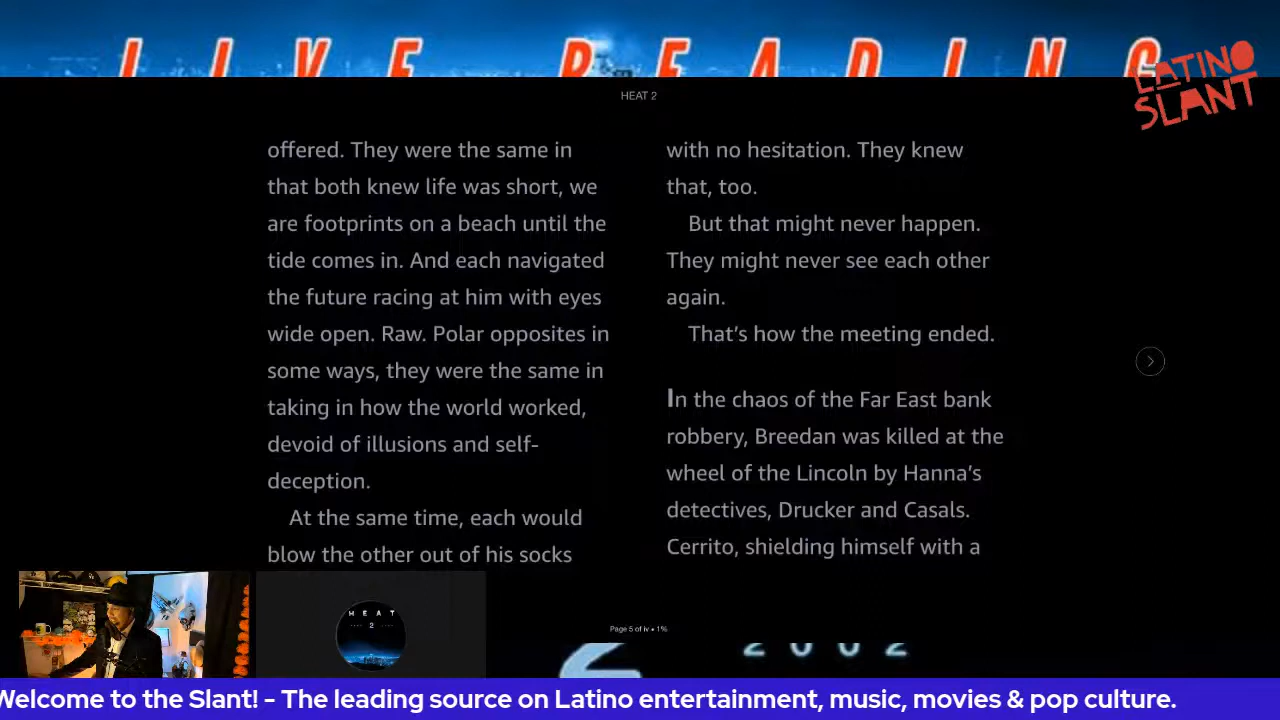 LIVE READING
LATINO
SLANT
HEAT 2
offered. They were the same in
that both knew life was short, we
are footprints on a beach until the
tide comes in. And each navigated
the future racing at him with eyes
wide open. Raw. Polar opposites in
some ways, they were the same in
taking in how the world worked,
devoid of illusions and self-
deception.
At the same time, each would
blow the other out of his socks
with no hesitation. They knew
that, too.
But that might never happen.
They might never see each other
again.
That’s how the meeting ended.
In the chaos of the Far East bank
robbery, Breedan was killed at the
wheel of the Lincoln by Hanna’s
detectives, Drucker and Casals.
Cerrito, shielding himself with a
Page 5 of iv • 1%
HEAT
2
2002
Welcome to the Slant! - The leading source on Latino entertainment, music, movies & pop culture.